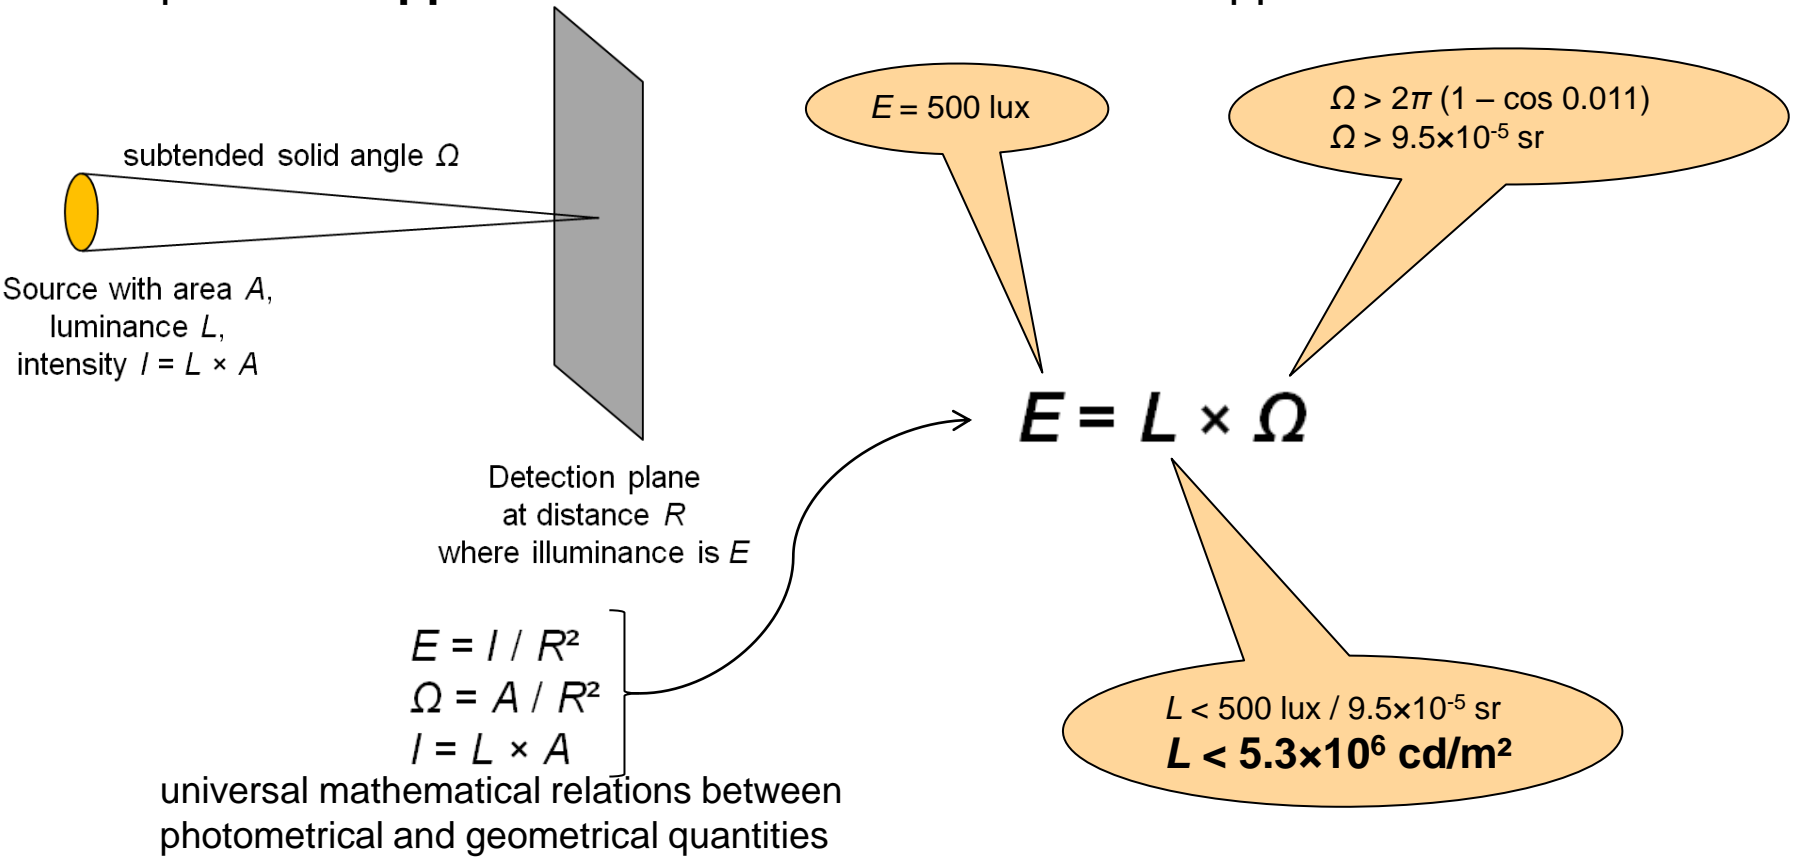 subtended solid angle Ω
Source with area A,
luminance L,
intensity I = L × A
Detection plane
at distance R
where illuminance is E
E = I / R²
Ω = A / R²
I = L × A
universal mathematical relations between
photometrical and geometrical quantities
E = 500 lux
Ω > 2π (1 – cos 0.011)
Ω > 9.5×10⁻⁵ sr
E = L × Ω
L < 500 lux / 9.5×10⁻⁵ sr
L < 5.3×10⁶ cd/m²